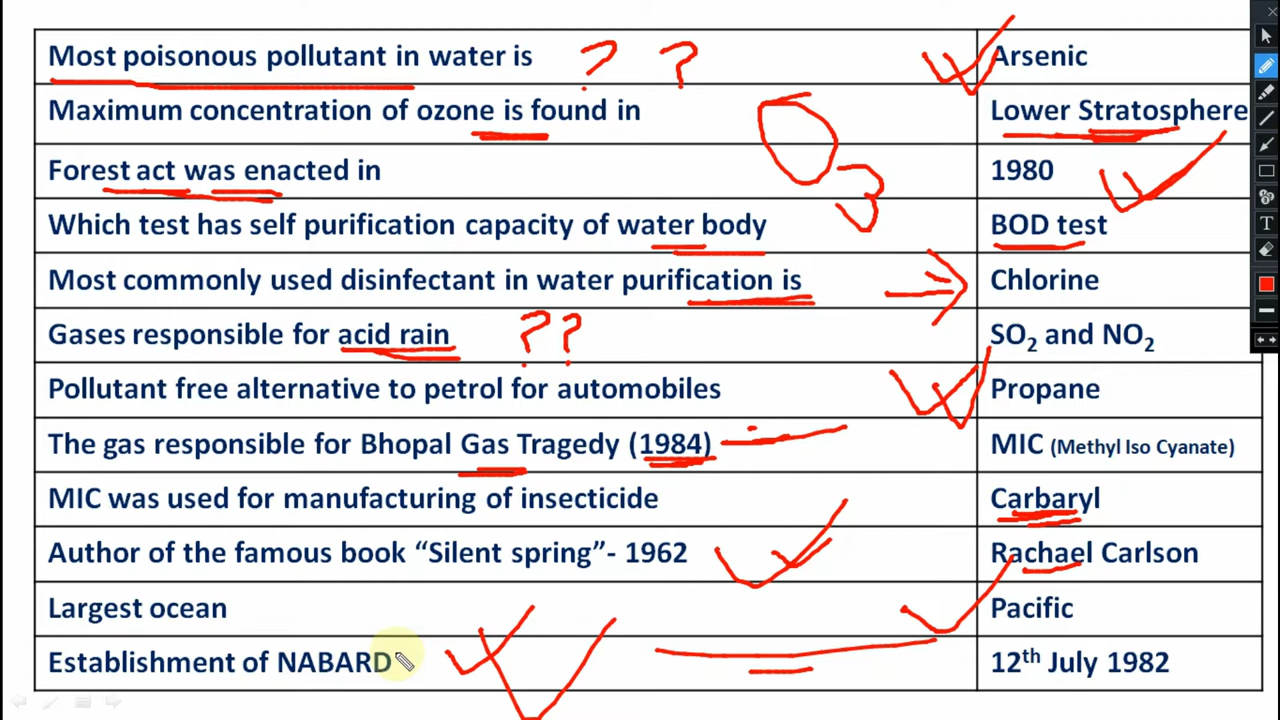 Most poisonous pollutant in water is ? ? Arsenic
Maximum concentration of ozone is found in Lower Stratosphere
O3
Forest act was enacted in 1980
Which test has self purification capacity of water body BOD test
Most commonly used disinfectant in water purification is Chlorine
Gases responsible for acid rain ?? SO₂ and NO₂
Pollutant free alternative to petrol for automobiles Propane
The gas responsible for Bhopal Gas Tragedy (1984) MIC (Methyl Iso Cyanate)
MIC was used for manufacturing of insecticide Carbaryl
Author of the famous book “Silent spring”- 1962 Rachael Carlson
Largest ocean Pacific
Establishment of NABARD 12th July 1982